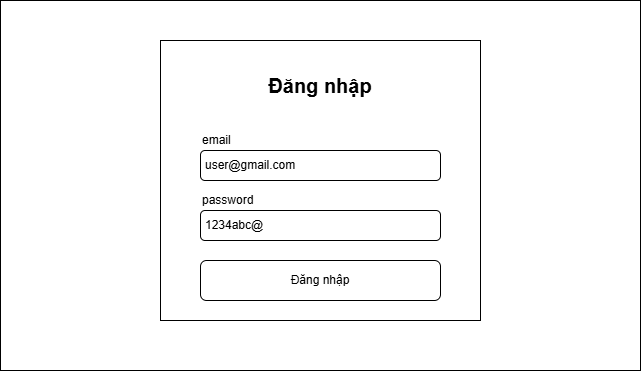 Đăng nhập
email
user@gmail.com
password
1234abc@
Đăng nhập